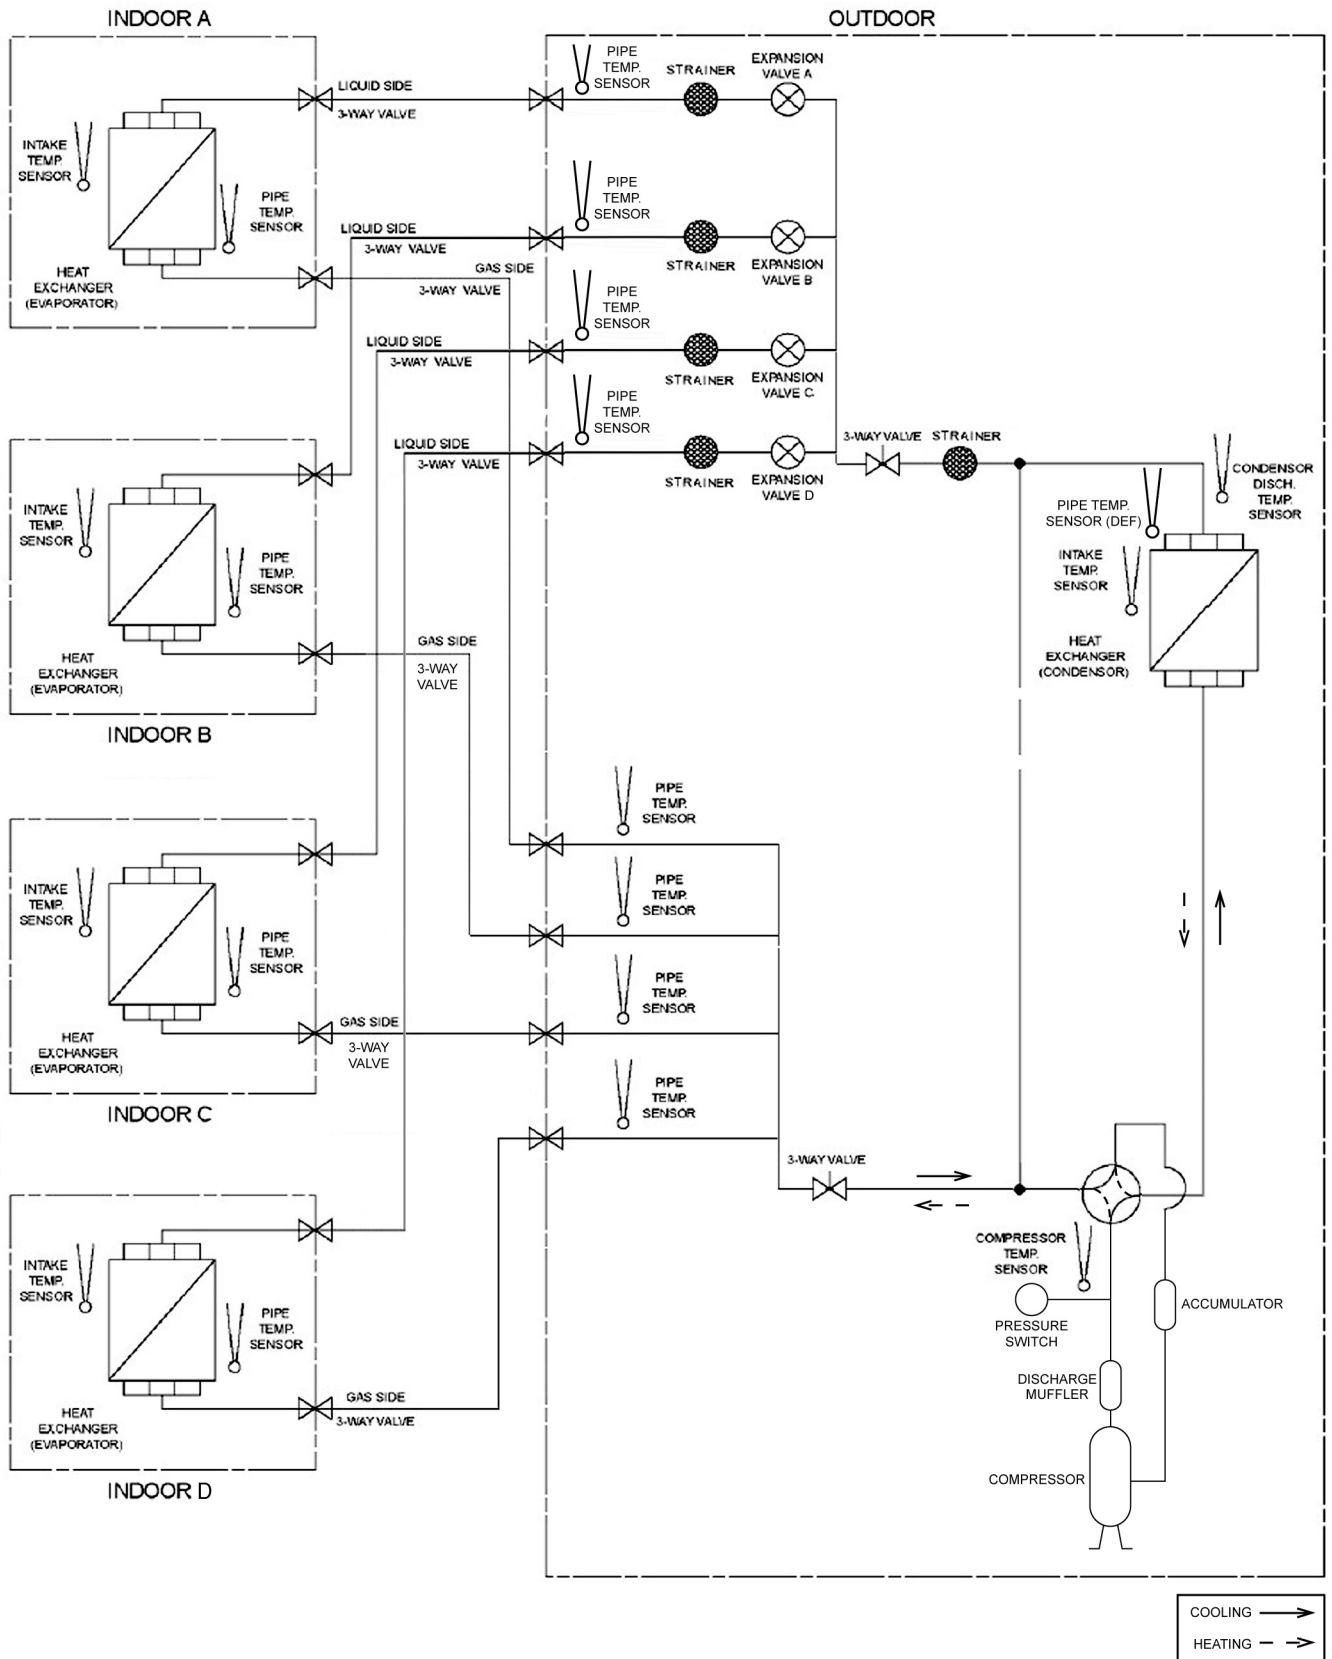 INDOOR A
OUTDOOR
PIPE
TEMP.
SENSOR
STRAINER
EXPANSION
VALVE A
LIQUID SIDE
3-WAY VALVE
INTAKE
TEMP.
SENSOR
PIPE
TEMP.
SENSOR
HEAT
EXCHANGER
(EVAPORATOR)
PIPE
TEMP.
SENSOR
LIQUID SIDE
3-WAY VALVE
STRAINER
EXPANSION
VALVE B
GAS SIDE
3-WAY VALVE
PIPE
TEMP.
SENSOR
LIQUID SIDE
3-WAY VALVE
STRAINER
EXPANSION
VALVE C
PIPE
TEMP.
SENSOR
LIQUID SIDE
3-WAY VALVE
STRAINER
EXPANSION
VALVE D
3-WAY VALVE
STRAINER
CONDENSOR
DISCH.
TEMP.
SENSOR
PIPE TEMP.
SENSOR (DEF)
INTAKE
TEMP.
SENSOR
HEAT
EXCHANGER
(CONDENSOR)
INTAKE
TEMP.
SENSOR
PIPE
TEMP.
SENSOR
HEAT
EXCHANGER
(EVAPORATOR)
GAS SIDE
3-WAY
VALVE
INDOOR B
PIPE
TEMP.
SENSOR
PIPE
TEMP.
SENSOR
PIPE
TEMP.
SENSOR
PIPE
TEMP.
SENSOR
INTAKE
TEMP.
SENSOR
PIPE
TEMP.
SENSOR
HEAT
EXCHANGER
(EVAPORATOR)
GAS SIDE
3-WAY
VALVE
INDOOR C
3-WAY VALVE
COMPRESSOR
TEMP.
SENSOR
PRESSURE
SWITCH
ACCUMULATOR
DISCHARGE
MUFFLER
COMPRESSOR
INTAKE
TEMP.
SENSOR
PIPE
TEMP.
SENSOR
HEAT
EXCHANGER
(EVAPORATOR)
GAS SIDE
3-WAY VALVE
INDOOR D
COOLING
HEATING